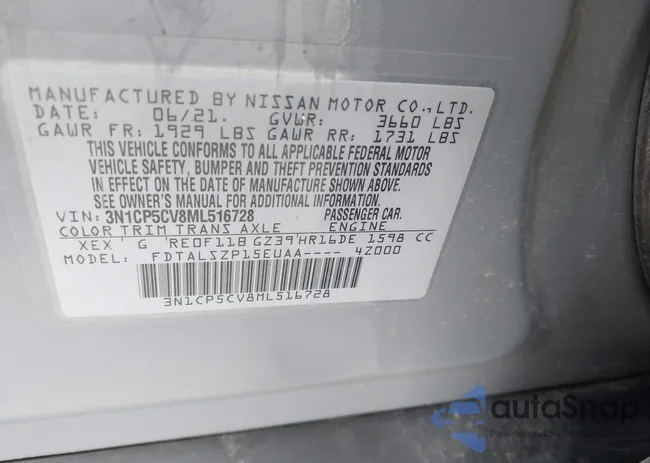 MANUFACTURED BY NISSAN MOTOR CO.,LTD.
DATE: 06/21. GVWR: 3660 LBS
GAWR FR: 1929 LBS GAWR RR: 1731 LBS
THIS VEHICLE CONFORMS TO ALL APPLICABLE FEDERAL MOTOR
VEHICLE SAFETY, BUMPER AND THEFT PREVENTION STANDARDS
IN EFFECT ON THE DATE OF MANUFACTURE SHOWN ABOVE.
SEE OWNER'S MANUAL FOR ADDITIONAL INFORMATION.
VIN: 3N1CP5CV8ML516728 PASSENGER CAR.
COLOR TRIM TRANS AXLE ENGINE
XEX' G 'RE0F11B GZ39'HR16DE 1598 CC
MODEL: FDTALSZP15EUAA---- 4Z000
3N1CP5CV8ML516728
autoSnap